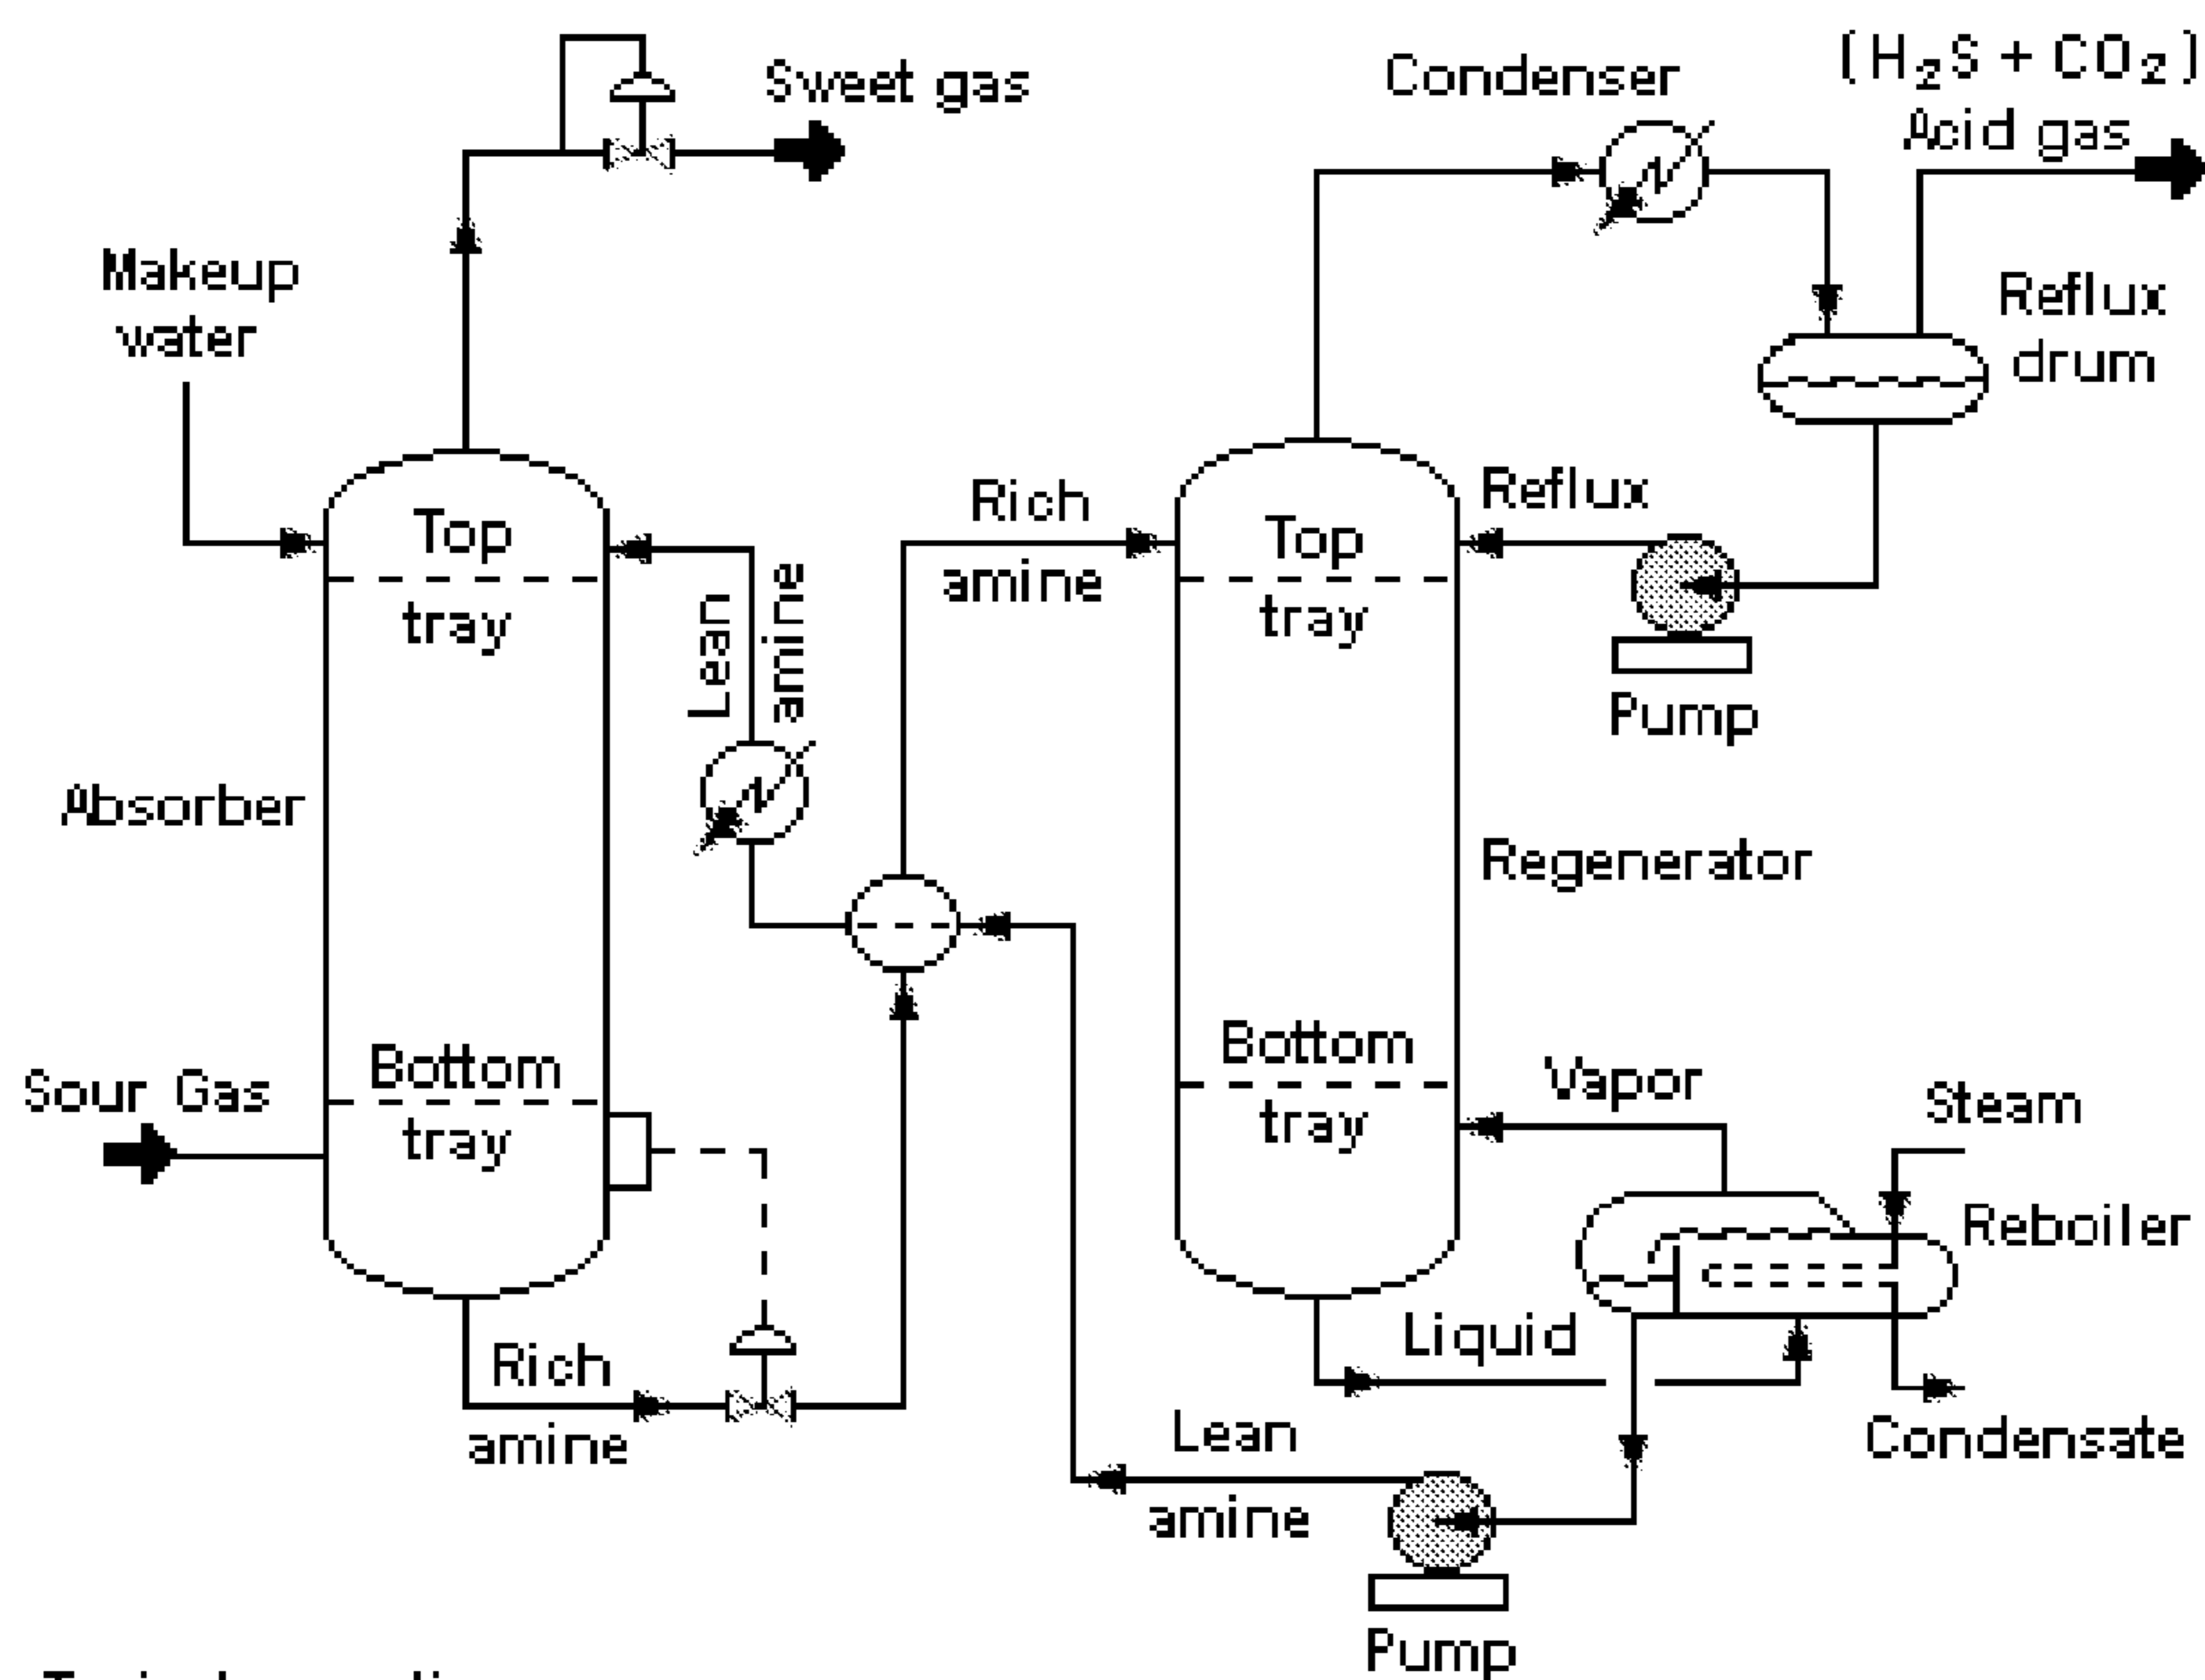 Sweet gas
Condenser
(H₂S + CO₂)
Acid gas
Makeup
water
Reflux
drum
Top
tray
Lean
amine
Rich
amine
Top
tray
Reflux
Pump
Absorber
Regenerator
Sour Gas
Bottom
tray
Bottom
tray
Vapor
Steam
Reboiler
Rich
amine
Liquid
Condensate
Lean
amine
Pump